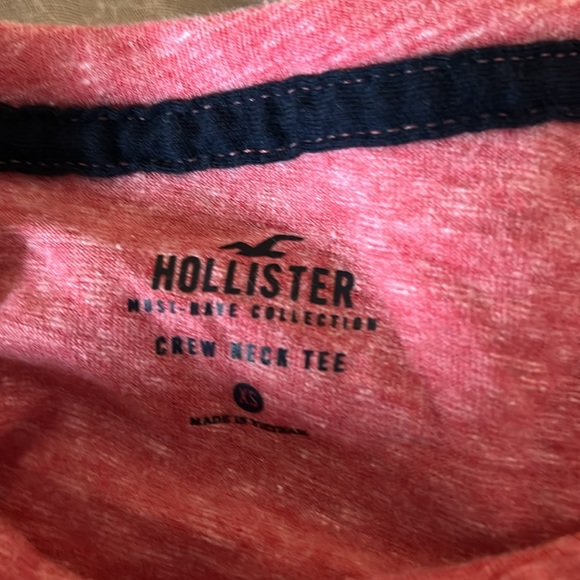 HOLLISTER
MUST-HAVE COLLECTION
CREW NECK TEE
XS
MADE IN VIETNAM